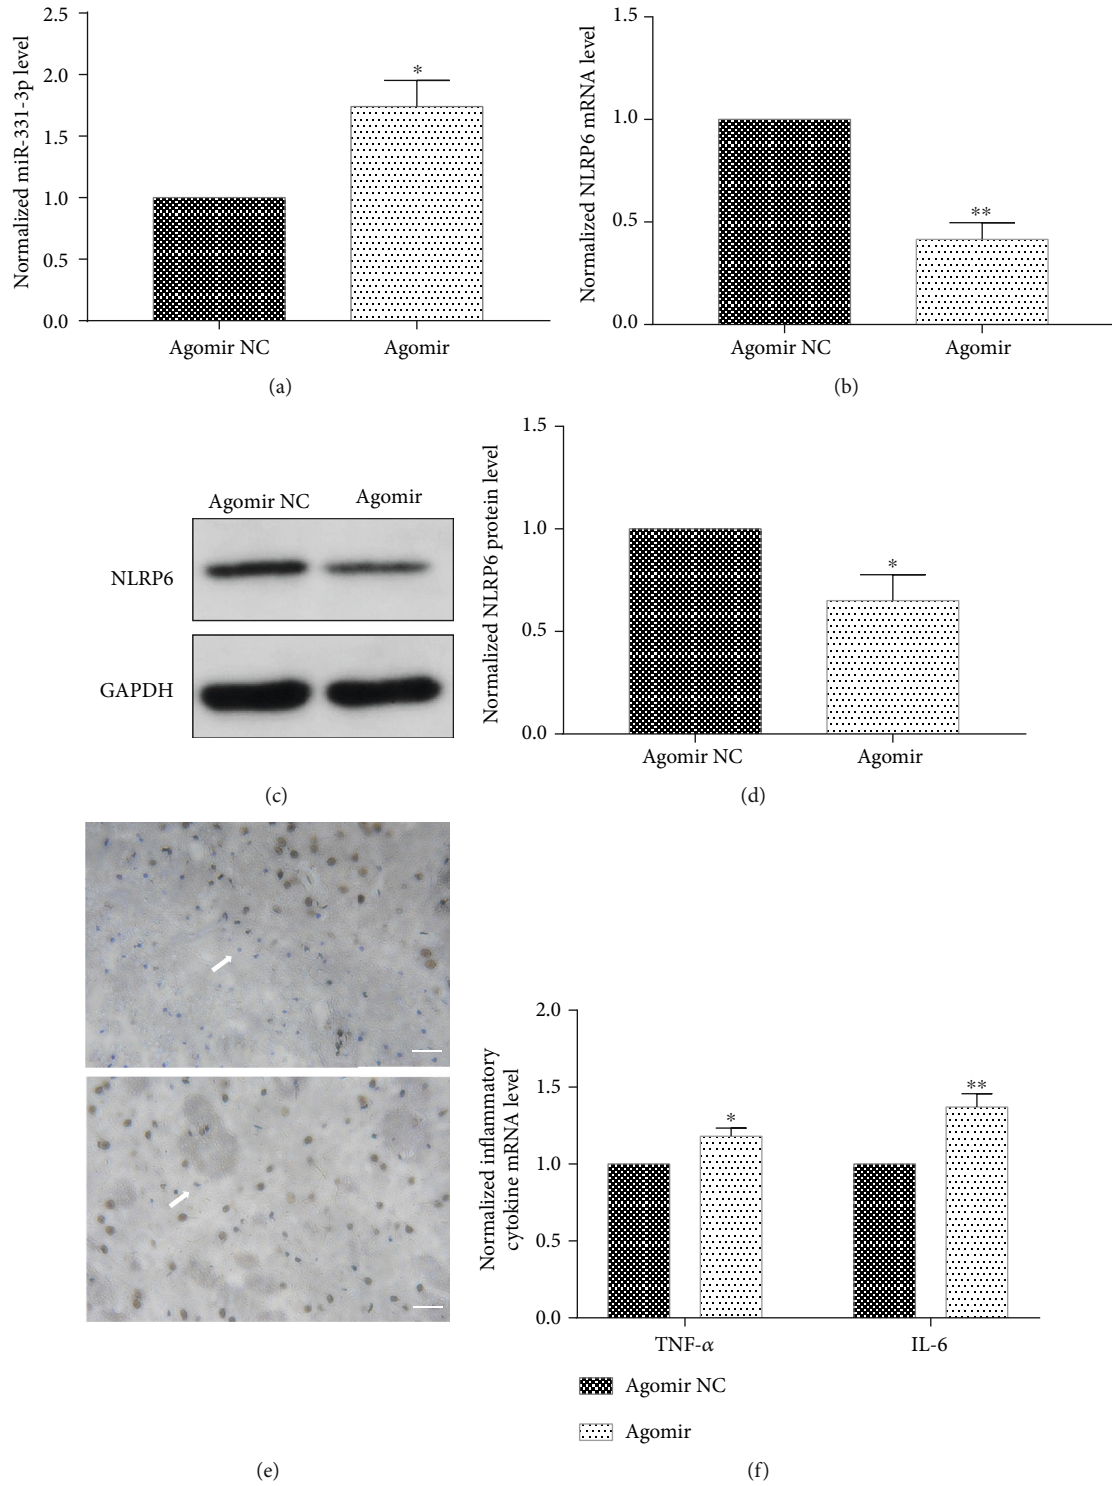 2.5
2.0
1.5
1.0
0.5
0.0
Normalized miR-331-3p level
*
Agomir NC
Agomir
(a)
1.5
1.0
0.5
0.0
Normalized NLRP6 mRNA level
**
Agomir NC
Agomir
(b)
Agomir NC
Agomir
NLRP6
GAPDH
(c)
1.5
1.0
0.5
0.0
Normalized NLRP6 protein level
*
Agomir NC
Agomir
(d)
(e)
2.0
1.5
1.0
0.5
0.0
Normalized inflammatory
cytokine mRNA level
*
**
TNF-α
IL-6
Agomir NC
Agomir
(f)